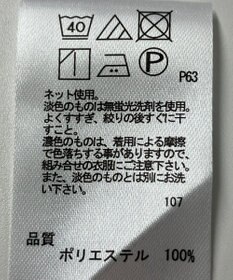 40
P
P63
ネット使用。
淡色のものは無蛍光洗剤を使用。
よくすすぎ、絞りの後すぐに干
すこと。
濃色のものは、着用による摩擦
で色落ちする事がありますので、
組み合せの衣服にご注意下さい。
また、淡色のものとは別にお洗
い下さい。
107
品質
ポリエステル 100%